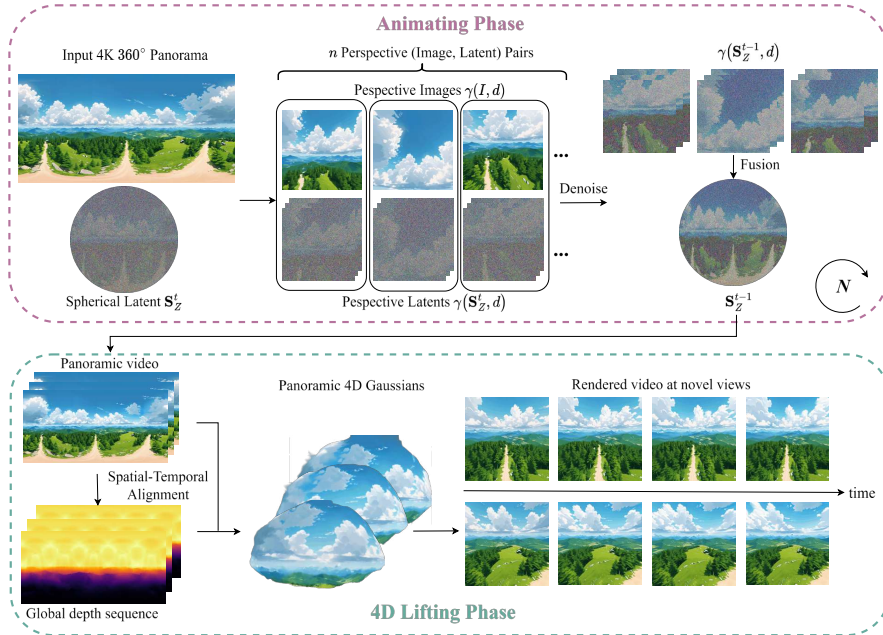 Animating Phase
Input 4K 360° Panorama
n Perspective (Image, Latent) Pairs
γ(S_Z^{t−1}, d)
Pespective Images γ(I, d)
...
Denoise
Fusion
...
Spherical Latent S_Z^t
Pespective Latents γ(S_Z^t, d)
S_Z^{t−1}
N
Panoramic video
Panoramic 4D Gaussians
Rendered video at novel views
Spatial-Temporal
Alignment
time
Global depth sequence
4D Lifting Phase